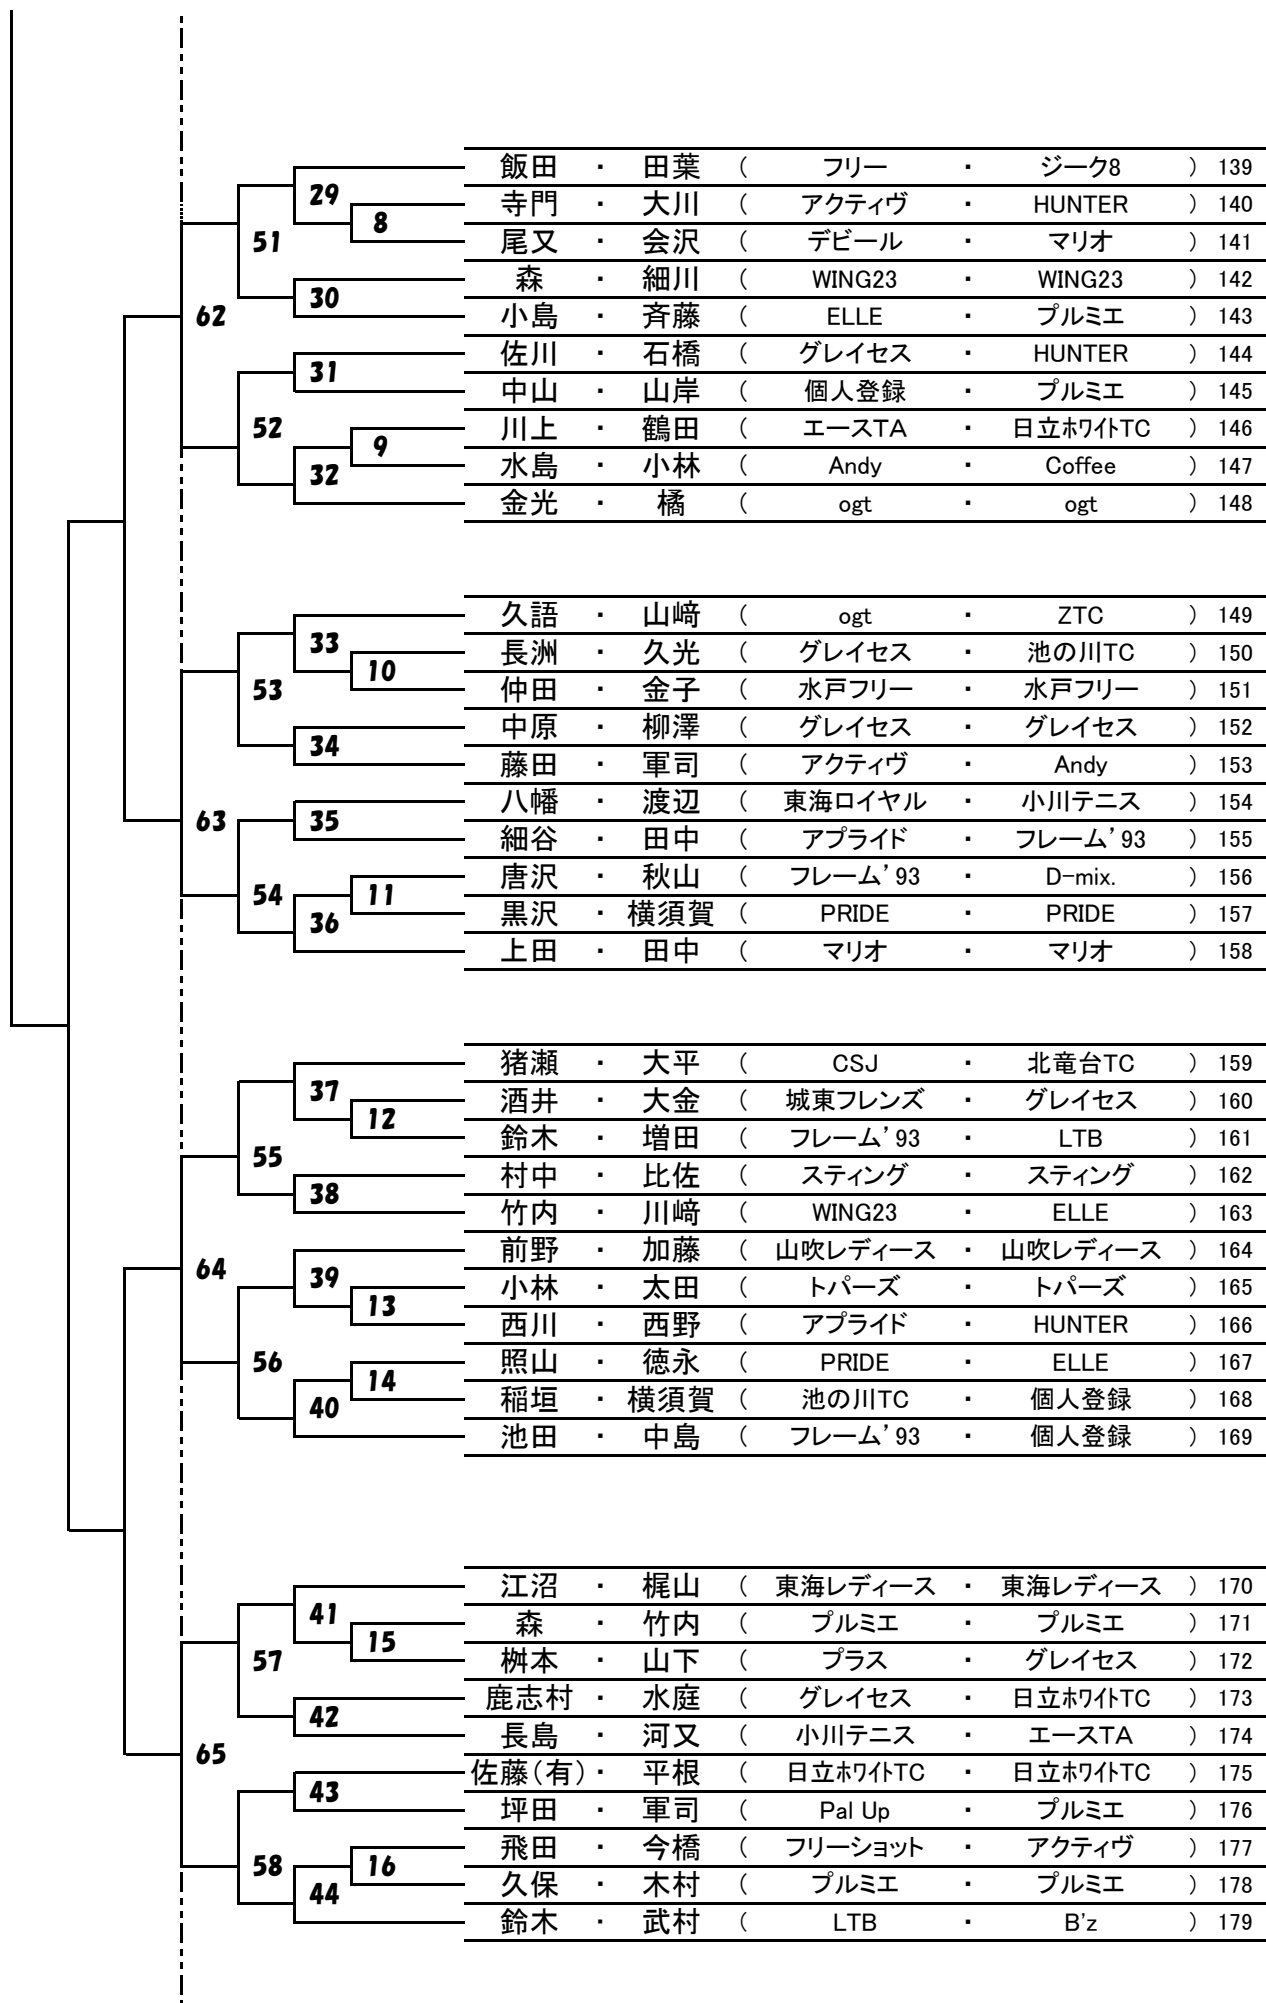 飯田 ・ 田葉 ( フリー ・ ジーク8 ) 139
29
寺門 ・ 大川 ( アクティヴ ・ HUNTER ) 140
8
51
尾又 ・ 会沢 ( デビール ・ マリオ ) 141
森 ・ 細川 ( WING23 ・ WING23 ) 142
30
62
小島 ・ 斉藤 ( ELLE ・ プルミエ ) 143
佐川 ・ 石橋 ( グレイセス ・ HUNTER ) 144
31
中山 ・ 山岸 ( 個人登録 ・ プルミエ ) 145
52
川上 ・ 鶴田 ( エースTA ・ 日立ホワイトTC ) 146
9
32
水島 ・ 小林 ( Andy ・ Coffee ) 147
金光 ・ 橘 ( ogt ・ ogt ) 148
久語 ・ 山﨑 ( ogt ・ ZTC ) 149
33
長洲 ・ 久光 ( グレイセス ・ 池の川TC ) 150
10
53
仲田 ・ 金子 ( 水戸フリー ・ 水戸フリー ) 151
中原 ・ 柳澤 ( グレイセス ・ グレイセス ) 152
34
藤田 ・ 軍司 ( アクティヴ ・ Andy ) 153
八幡 ・ 渡辺 ( 東海ロイヤル ・ 小川テニス ) 154
63
35
細谷 ・ 田中 ( アプライド ・ フレーム’93 ) 155
唐沢 ・ 秋山 ( フレーム’93 ・ D-mix. ) 156
54
11
36
黒沢 ・ 横須賀 ( PRIDE ・ PRIDE ) 157
上田 ・ 田中 ( マリオ ・ マリオ ) 158
猪瀬 ・ 大平 ( CSJ ・ 北竜台TC ) 159
37
酒井 ・ 大金 ( 城東フレンズ ・ グレイセス ) 160
12
鈴木 ・ 増田 ( フレーム’93 ・ LTB ) 161
55
村中 ・ 比佐 ( スティング ・ スティング ) 162
38
竹内 ・ 川﨑 ( WING23 ・ ELLE ) 163
前野 ・ 加藤 ( 山吹レディース ・ 山吹レディース ) 164
64
39
小林 ・ 太田 ( トパーズ ・ トパーズ ) 165
13
西川 ・ 西野 ( アプライド ・ HUNTER ) 166
56
照山 ・ 徳永 ( PRIDE ・ ELLE ) 167
14
40
稲垣 ・ 横須賀 ( 池の川TC ・ 個人登録 ) 168
池田 ・ 中島 ( フレーム’93 ・ 個人登録 ) 169
江沼 ・ 梶山 ( 東海レディース ・ 東海レディース ) 170
41
森 ・ 竹内 ( プルミエ ・ プルミエ ) 171
15
57
桝本 ・ 山下 ( プラス ・ グレイセス ) 172
鹿志村 ・ 水庭 ( グレイセス ・ 日立ホワイトTC ) 173
42
長島 ・ 河又 ( 小川テニス ・ エースTA ) 174
65
佐藤(有) ・ 平根 ( 日立ホワイトTC ・ 日立ホワイトTC ) 175
43
坪田 ・ 軍司 ( Pal Up ・ プルミエ ) 176
飛田 ・ 今橋 ( フリーショット ・ アクティヴ ) 177
58
16
44
久保 ・ 木村 ( プルミエ ・ プルミエ ) 178
鈴木 ・ 武村 ( LTB ・ B'z ) 179